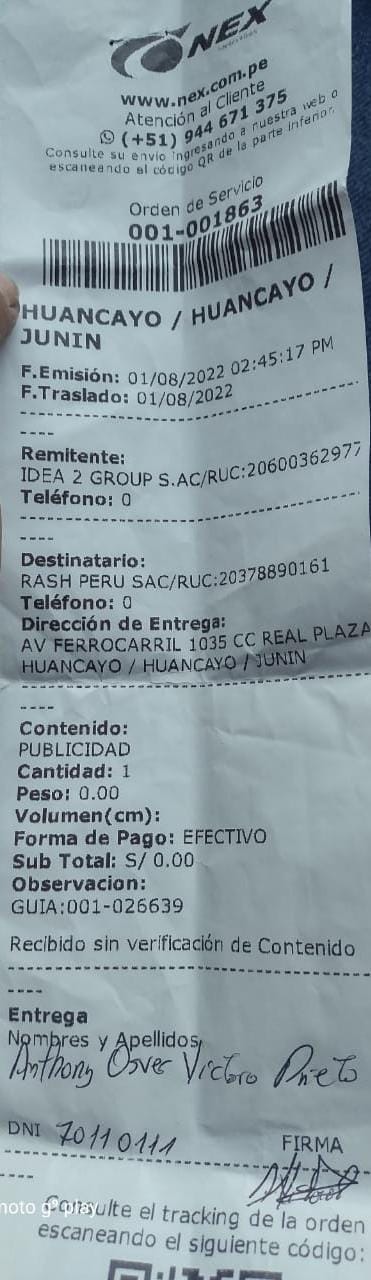 NEX
www.nex.com.pe
Atención al Cliente
(+51) 944 671 375
Consulte su envio ingresando a nuestra web o
escaneando el código QR de la parte inferior.
Orden de Servicio
001-001863
HUANCAYO / HUANCAYO /
JUNIN
F.Emisión: 01/08/2022 02:45:17 PM
F.Traslado: 01/08/2022
----
Remitente:
IDEA 2 GROUP S.AC/RUC:20600362977
Teléfono: 0
----
Destinatario:
RASH PERU SAC/RUC:20378890161
Teléfono: 0
Dirección de Entrega:
AV FERROCARRIL 1035 CC REAL PLAZA
HUANCAYO / HUANCAYO / JUNIN
----
Contenido:
PUBLICIDAD
Cantidad: 1
Peso: 0.00
Volumen(cm):
Forma de Pago: EFECTIVO
Sub Total: S/ 0.00
Observacion:
GUIA:001-026639
Recibido sin verificación de Contenido
----
Entrega
Nombres y Apellidos
Anthony Osver Victoro Prieto
DNI 70110111
FIRMA
----
moto g⁸ play
Consulte el tracking de la orden
escaneando el siguiente código: